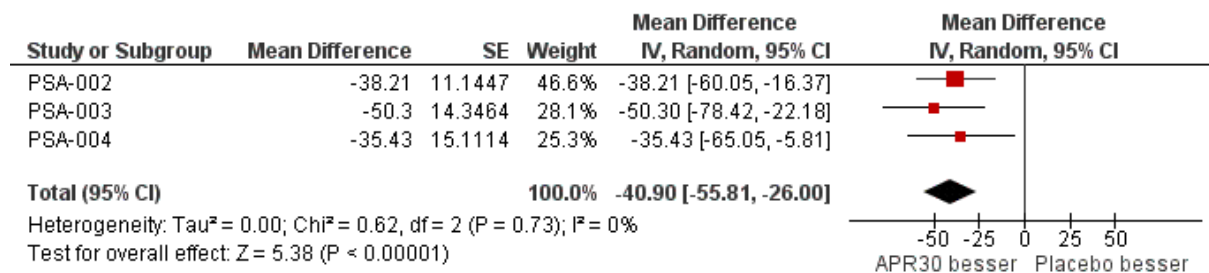 Mean Difference Mean Difference
Study or Subgroup Mean Difference SE Weight IV, Random, 95% CI IV, Random, 95% CI
PSA-002 -38.21 11.1447 46.6% -38.21 [-60.05, -16.37]
PSA-003 -50.3 14.3464 28.1% -50.30 [-78.42, -22.18]
PSA-004 -35.43 15.1114 25.3% -35.43 [-65.05, -5.81]
Total (95% CI) 100.0% -40.90 [-55.81, -26.00]
Heterogeneity: Tau² = 0.00; Chi² = 0.62, df = 2 (P = 0.73); I² = 0%
Test for overall effect: Z = 5.38 (P < 0.00001)
-50 -25 0 25 50
APR30 besser Placebo besser